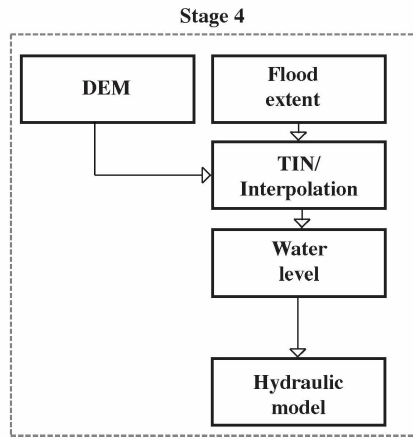 Stage 4
DEM
Flood
extent
TIN/
Interpolation
Water
level
Hydraulic
model